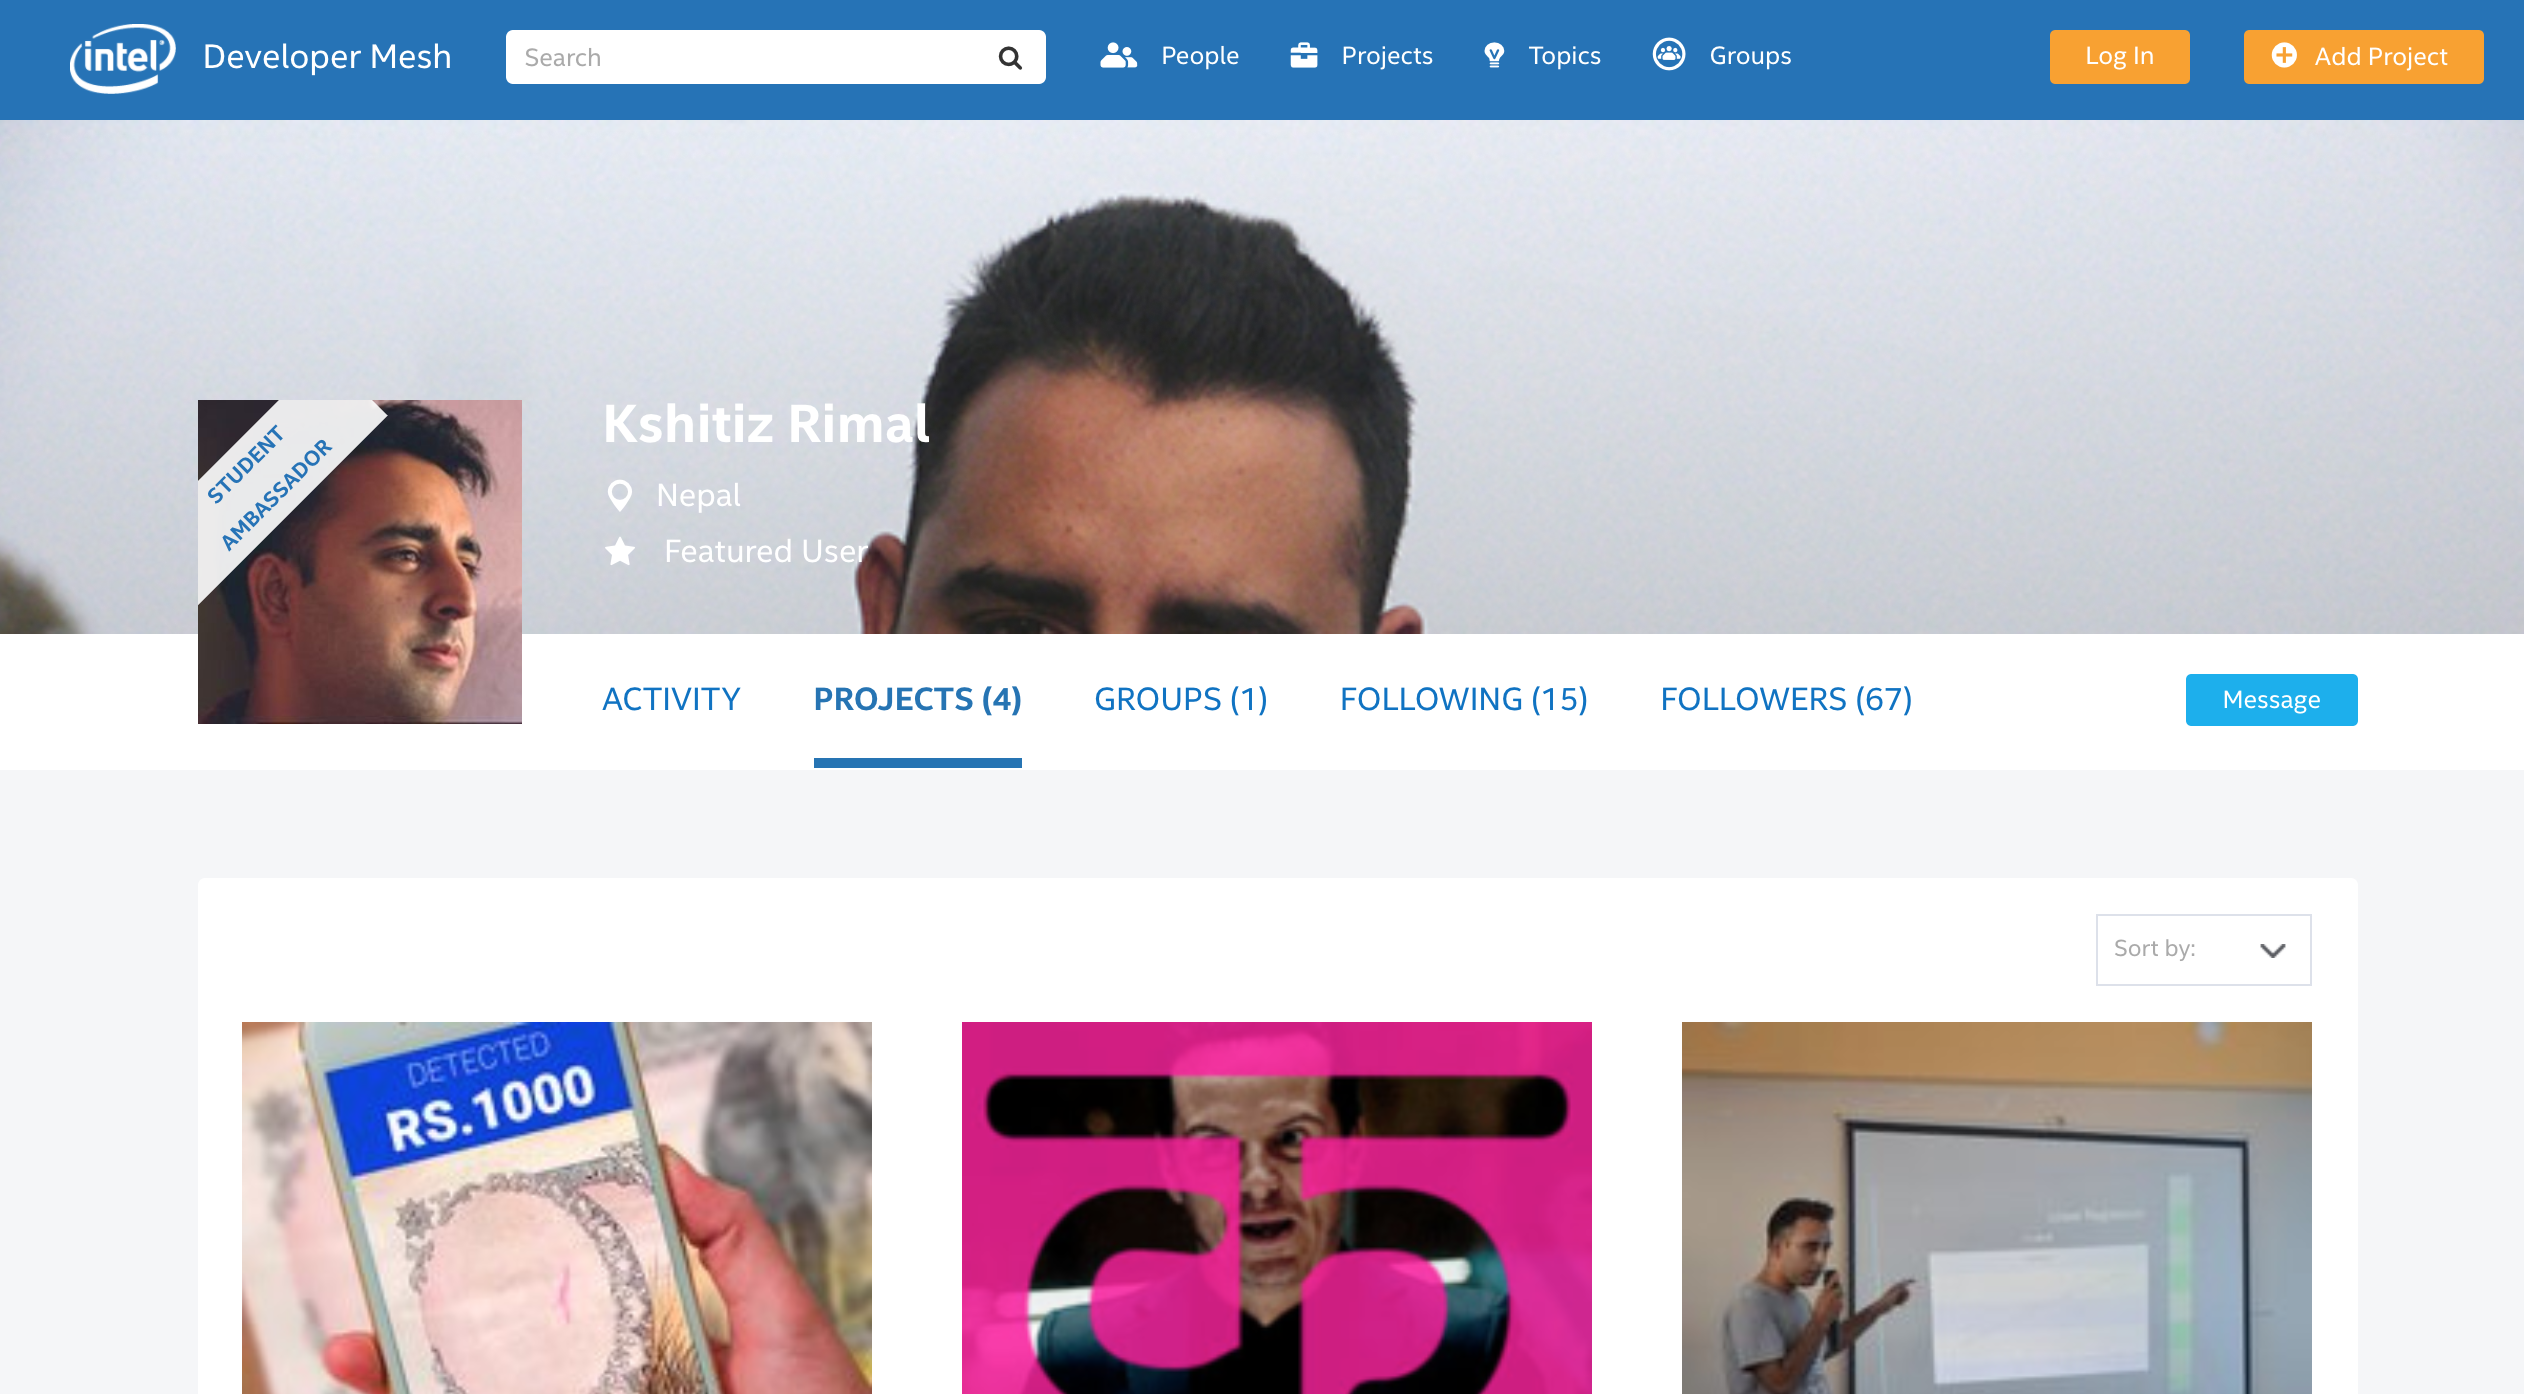 intel Developer Mesh
Search
People
Projects
Topics
Groups
Log In
Add Project
STUDENT
AMBASSADOR
Kshitiz Rimal
Nepal
Featured User
ACTIVITY
PROJECTS (4)
GROUPS (1)
FOLLOWING (15)
FOLLOWERS (67)
Message
Sort by:
DETECTED
RS.1000